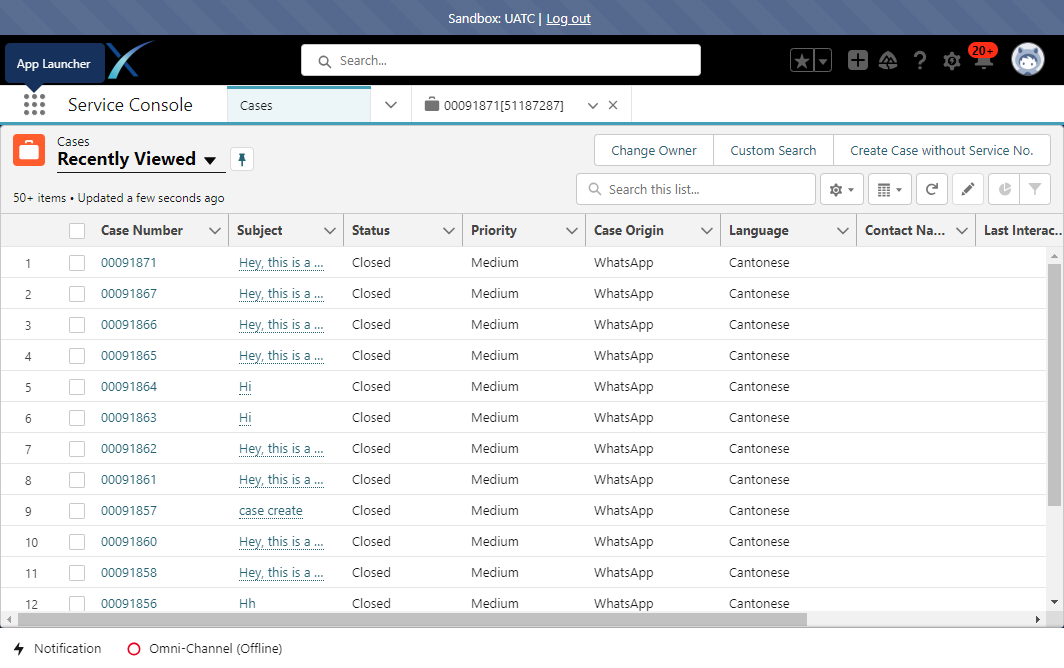 Sandbox: UATC | Log out
App Launcher
Search...
20+
Service Console
Cases
00091871[51187287]
Cases
Recently Viewed
Change Owner
Custom Search
Create Case without Service No.
50+ items • Updated a few seconds ago
Search this list...
Case Number Subject Status Priority Case Origin Language Contact Na... Last Interac...
1 00091871 Hey, this is a ... Closed Medium WhatsApp Cantonese
2 00091867 Hey, this is a ... Closed Medium WhatsApp Cantonese
3 00091866 Hey, this is a ... Closed Medium WhatsApp Cantonese
4 00091865 Hey, this is a ... Closed Medium WhatsApp Cantonese
5 00091864 Hi Closed Medium WhatsApp Cantonese
6 00091863 Hi Closed Medium WhatsApp Cantonese
7 00091862 Hey, this is a ... Closed Medium WhatsApp Cantonese
8 00091861 Hey, this is a ... Closed Medium WhatsApp Cantonese
9 00091857 case create Closed Medium WhatsApp Cantonese
10 00091860 Hey, this is a ... Closed Medium WhatsApp Cantonese
11 00091858 Hey, this is a ... Closed Medium WhatsApp Cantonese
12 00091856 Hh Closed Medium WhatsApp Cantonese
Notification
Omni-Channel (Offline)